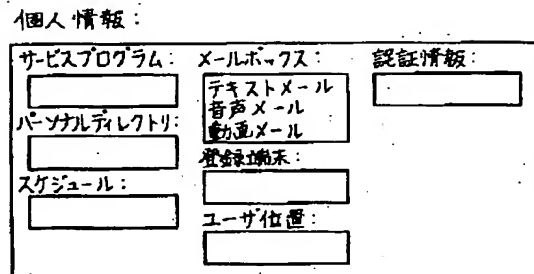 個人情報：
サービスプログラム：
パーソナルディレクトリ：
スケジュール：
メールボックス：
テキストメール
音声メール
動画メール
登録端末：
ユーザ位置：
認証情報：